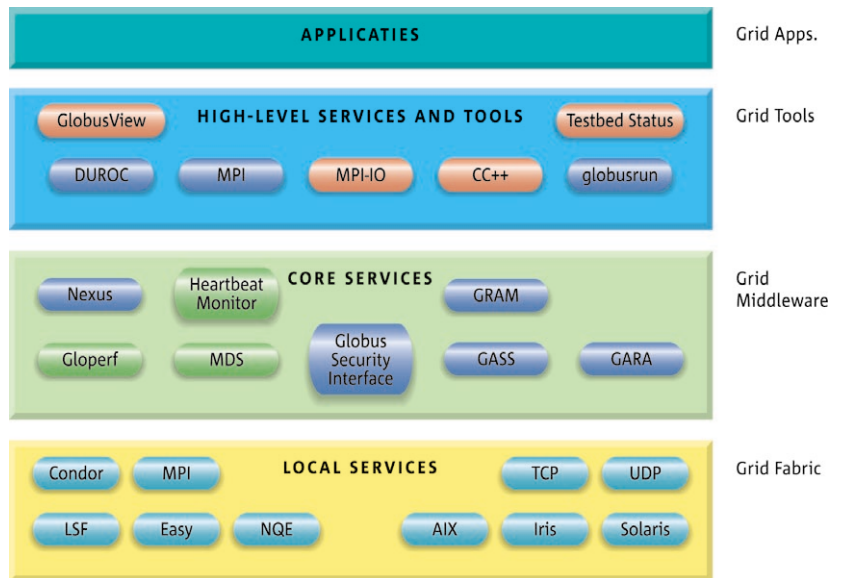 APPLICATIES
Grid Apps.
GlobusView
HIGH-LEVEL SERVICES AND TOOLS
Testbed Status
Grid Tools
DUROC
MPI
MPI-IO
CC++
globusrun
Nexus
Heartbeat
Monitor
CORE SERVICES
GRAM
Grid
Middleware
Gloperf
MDS
Globus
Security
Interface
GASS
GARA
Condor
MPI
LOCAL SERVICES
TCP
UDP
Grid Fabric
LSF
Easy
NQE
AIX
Iris
Solaris